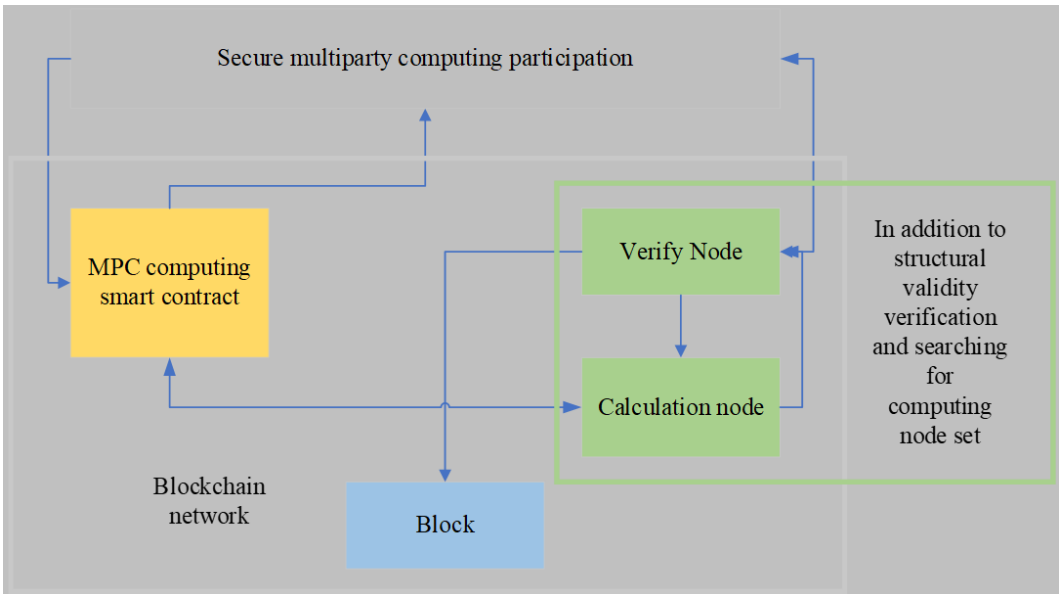 Secure multiparty computing participation
MPC computing
smart contract
Verify Node
In addition to
structural
validity
verification
and searching
for
computing
node set
Calculation node
Blockchain
network
Block